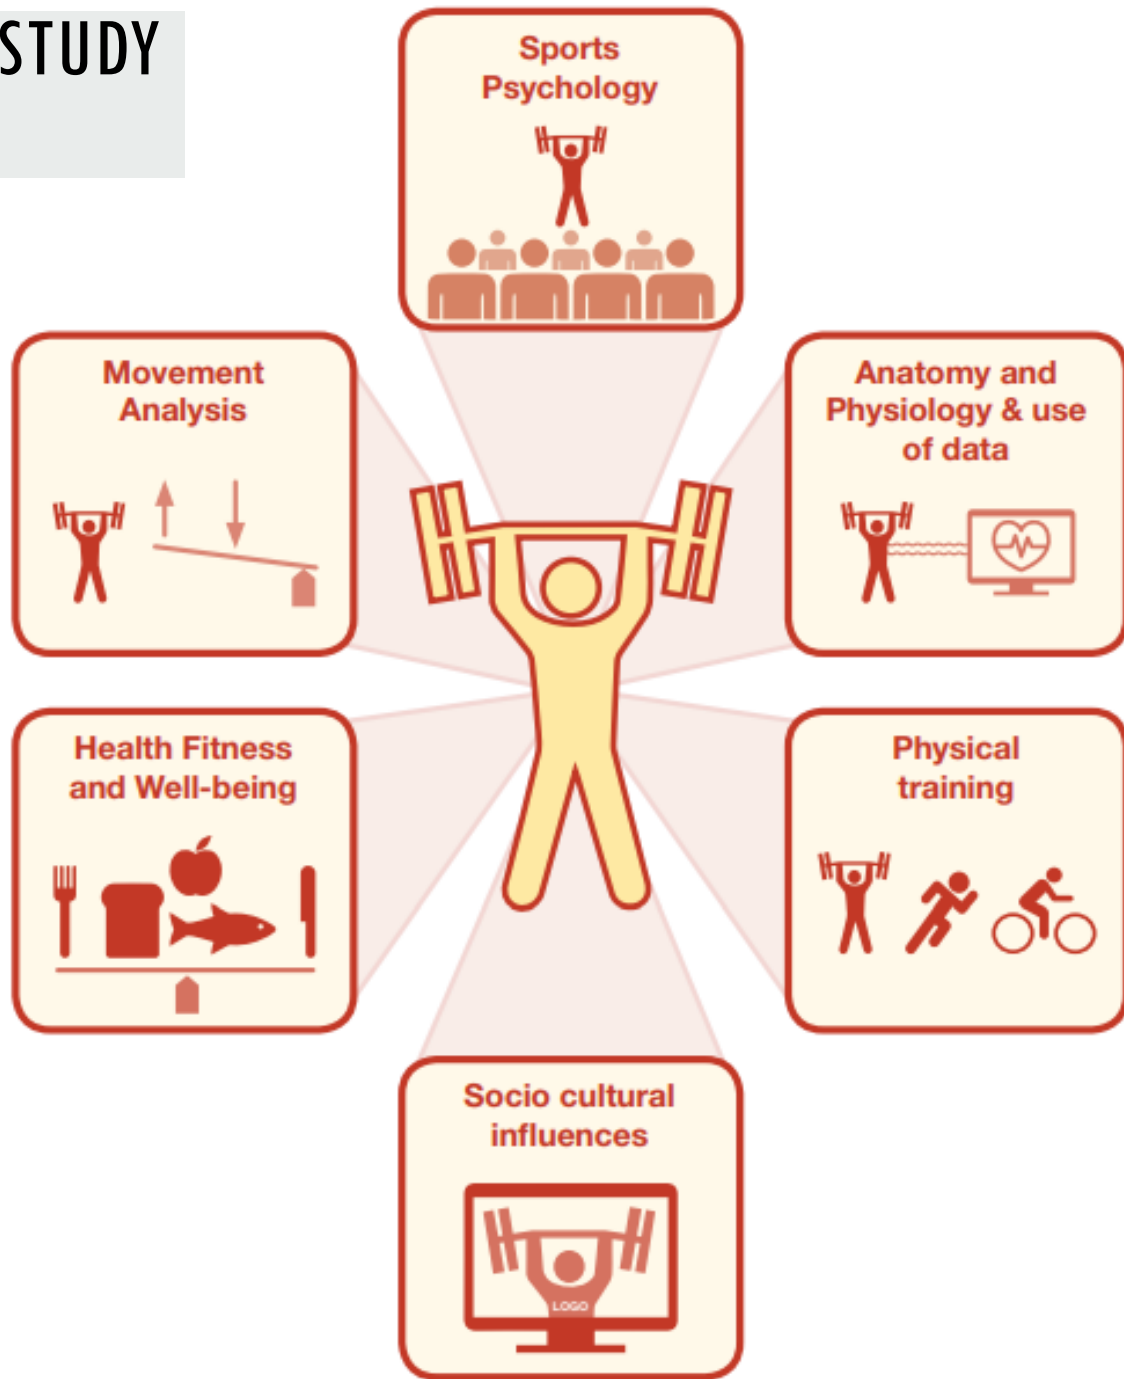 STUDY
Sports
Psychology
Movement
Analysis
Anatomy and
Physiology & use
of data
Health Fitness
and Well-being
Physical
training
Socio cultural
influences
LOGO